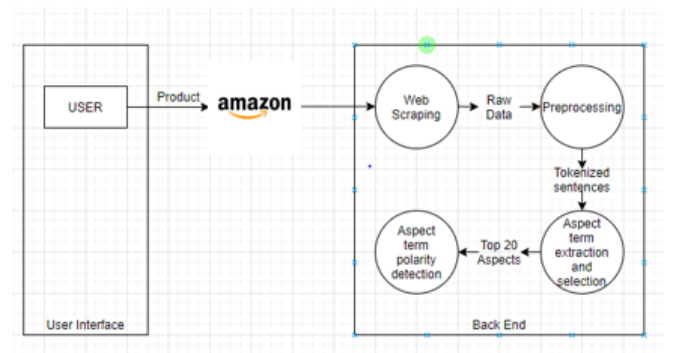 USER
Product
amazon
Web
Scraping
Raw
Data
Preprocessing
Tokenized
sentences
Aspect
term
extraction
and
selection
Top 20
Aspects
Aspect
term
polarity
detection
User Interface
Back End